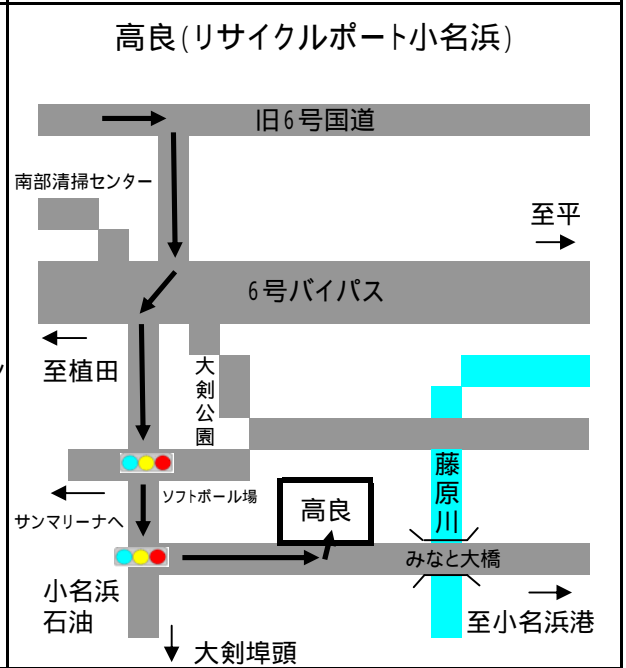 高良(リサイクルポート小名浜)
旧6号国道
南部清掃センター
至平
6号バイパス
至植田
大剣公園
藤原川
ソフトボール場
サンマリーナへ
高良
みなと大橋
小名浜
石油
至小名浜港
大剣埠頭